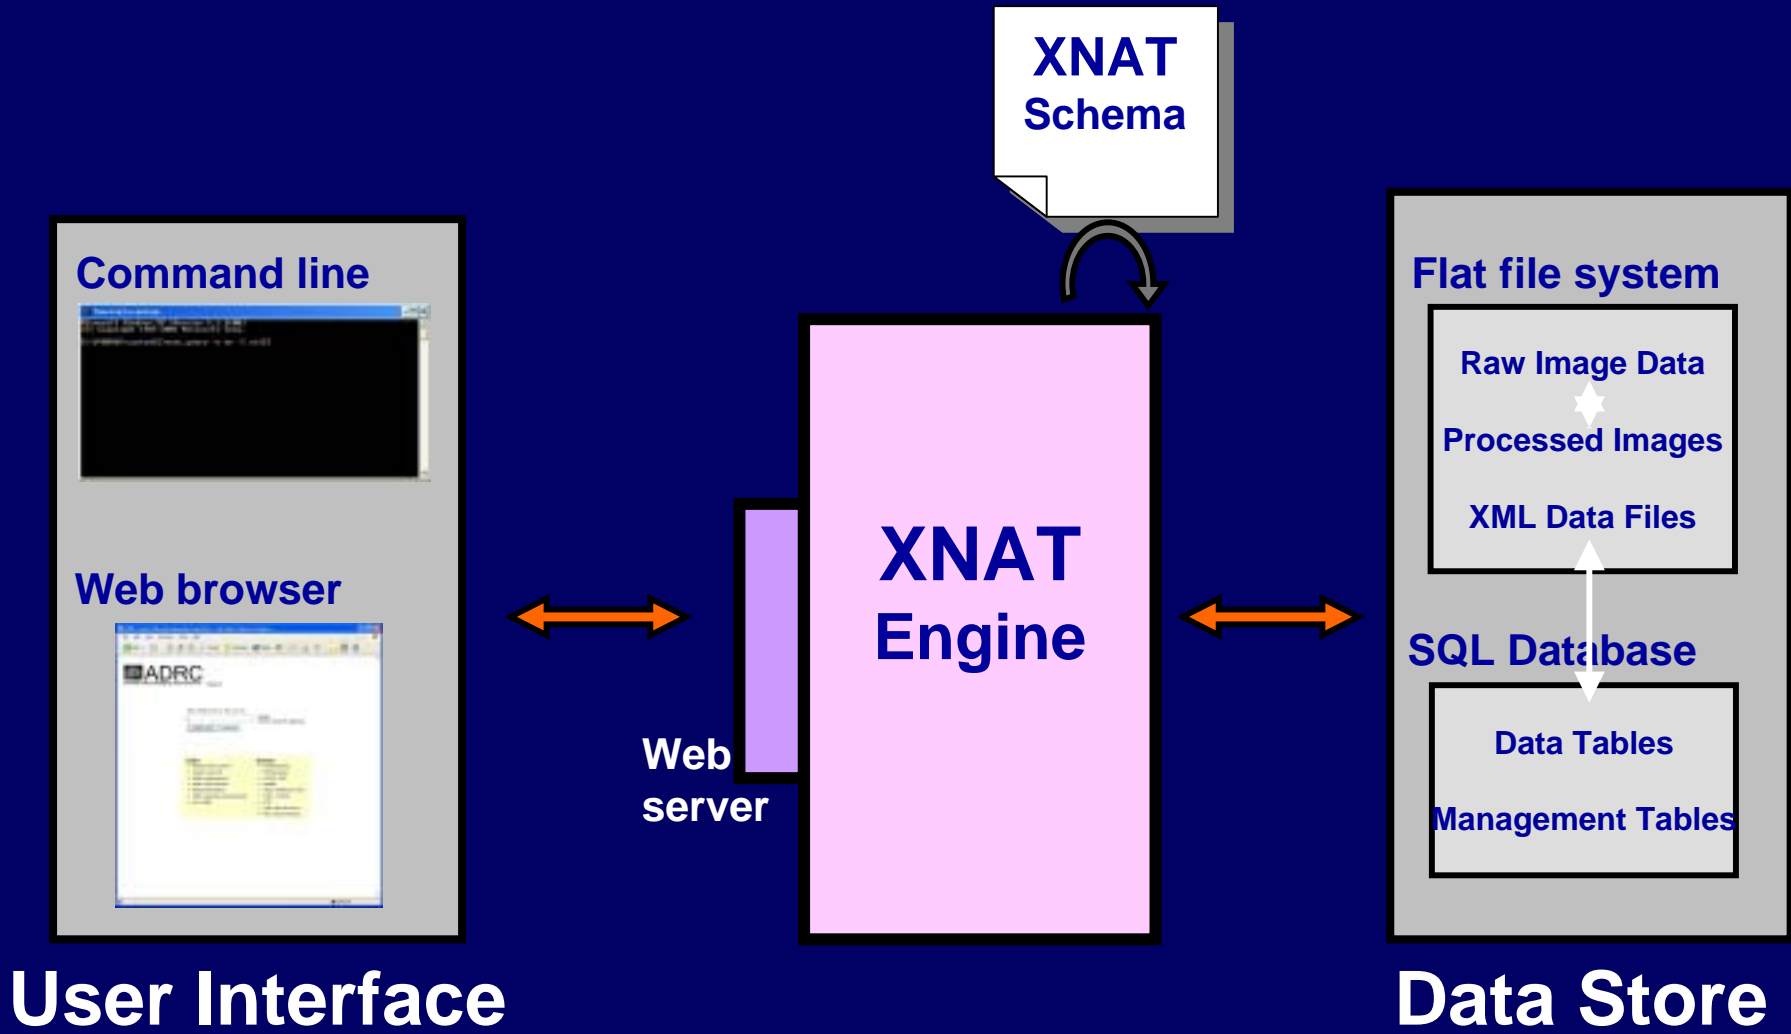 XNAT
Schema
Command line
Web browser
ADRC
XNAT
Engine
Web
server
Flat file system
Raw Image Data
Processed Images
XML Data Files
SQL Database
Data Tables
Management Tables
User Interface
Data Store